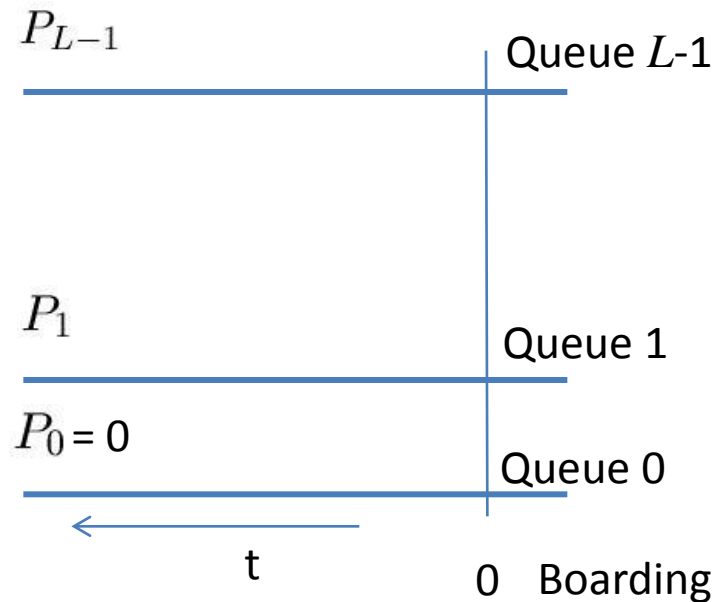 P_{L-1}
Queue L-1
P_1
Queue 1
P_0 = 0
Queue 0
t
0 Boarding